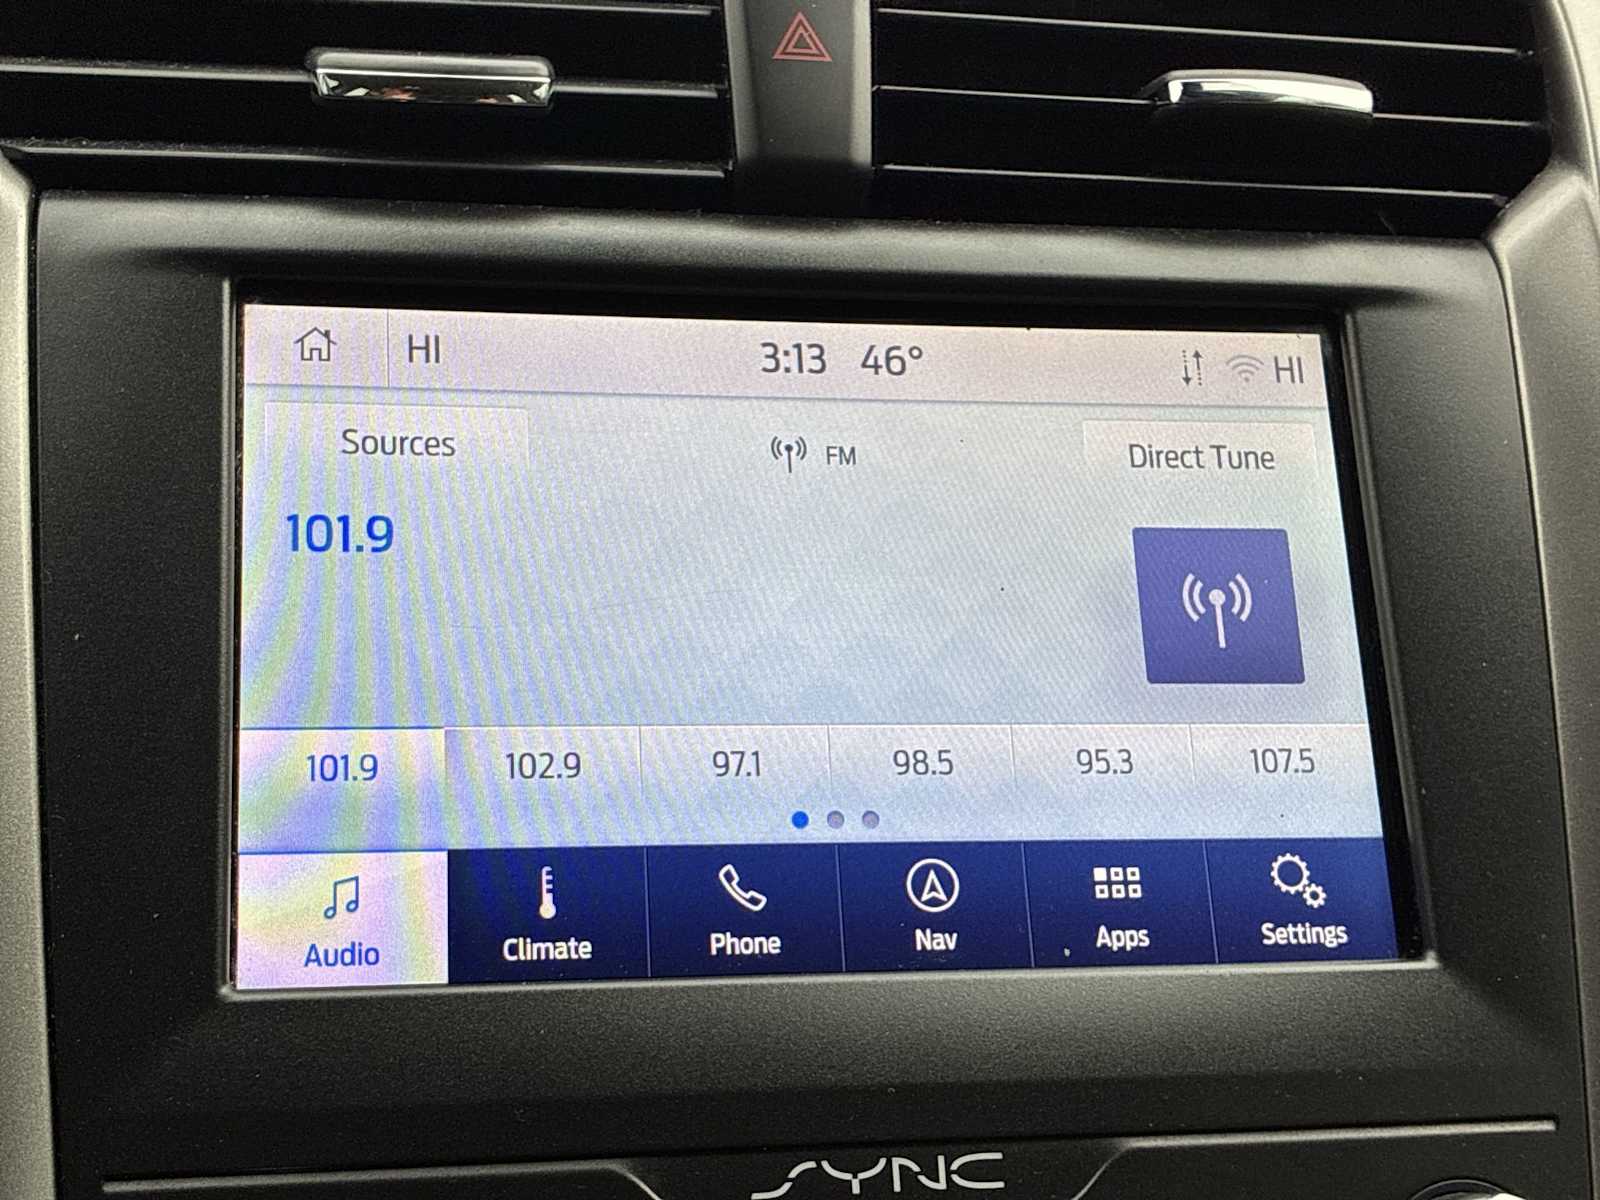 HI 3:13 46° HI
Sources FM Direct Tune
101.9
101.9 102.9 97.1 98.5 95.3 107.5
Audio Climate Phone Nav Apps Settings
SYNC